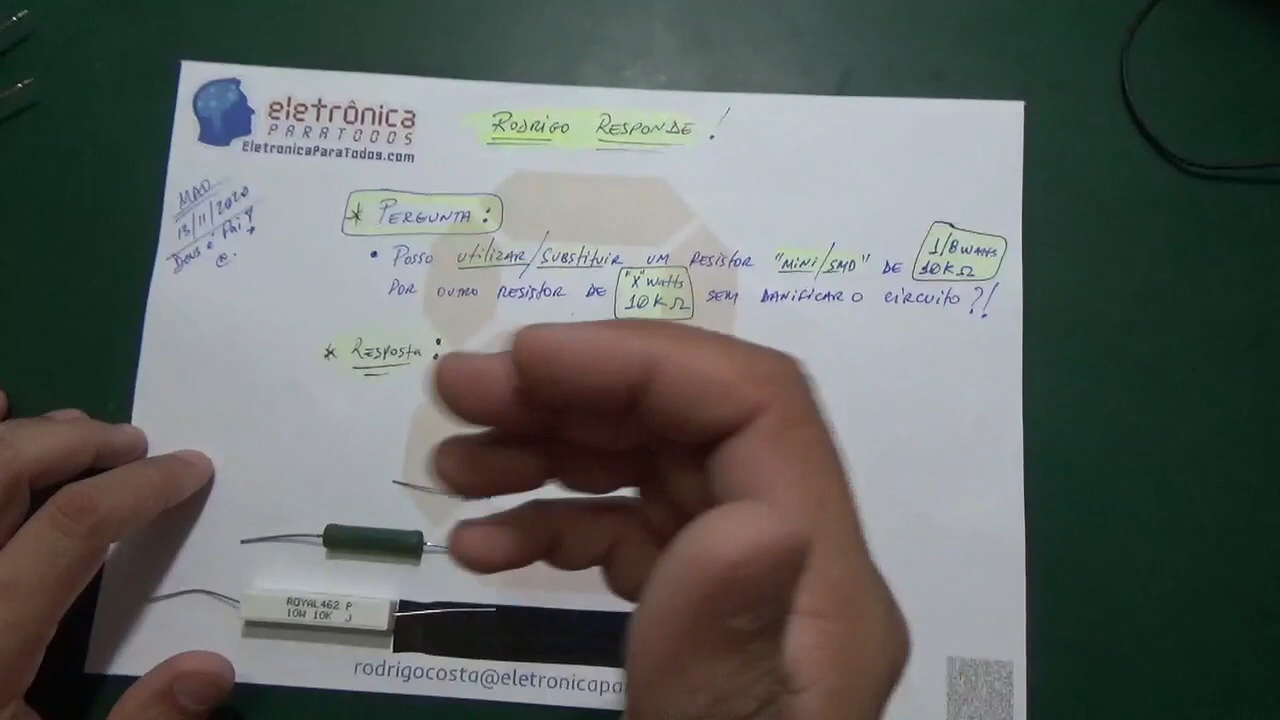 eletrônica
PARATODOS
EletronicaParaTodos.com
RODRIGO RESPONDE!
MAO
13/11/2020
Deus é Pai
@.
* PERGUNTA:
• Posso utilizar/substituir um resistor "mini/SMD" de 1/8 watts 10KΩ
por outro resistor de "X" watts 10KΩ sem danificar o circuito?!
* Resposta:
ROYAL462 P
10W 10K J
rodrigocosta@eletronicapa